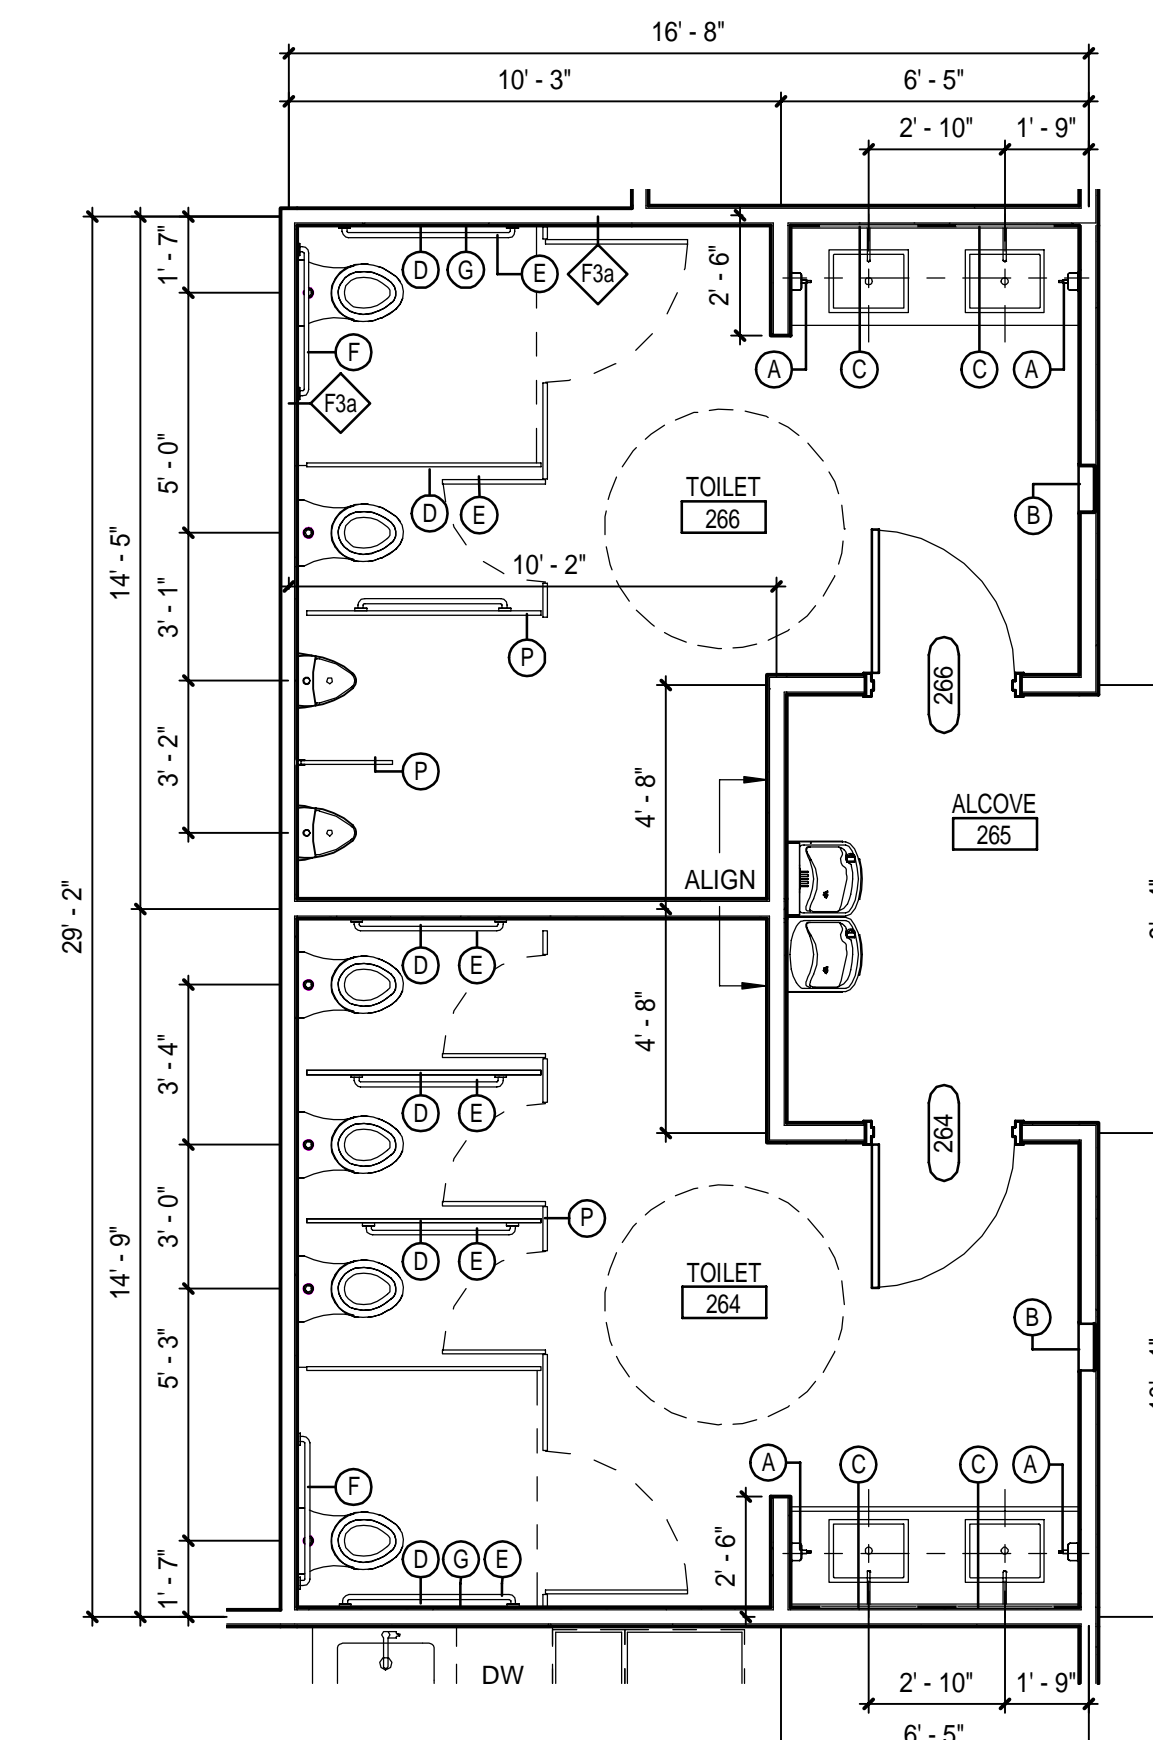 16' - 8"
10' - 3"
6' - 5"
2' - 10"
1' - 9"
1' - 7"
2' - 6"
D
G
E
F3a
F
F3a
A
C
C
A
5' - 0"
D
E
TOILET
266
B
14' - 5"
10' - 2"
3' - 1"
P
266
3' - 2"
P
4' - 8"
ALCOVE
265
ALIGN
29' - 2"
D
E
4' - 8"
3' - 4"
D
E
264
3' - 0"
P
14' - 9"
D
E
TOILET
264
B
5' - 3"
F
A
C
C
A
1' - 7"
D
G
E
2' - 6"
DW
2' - 10"
1' - 9"
6' - 5"